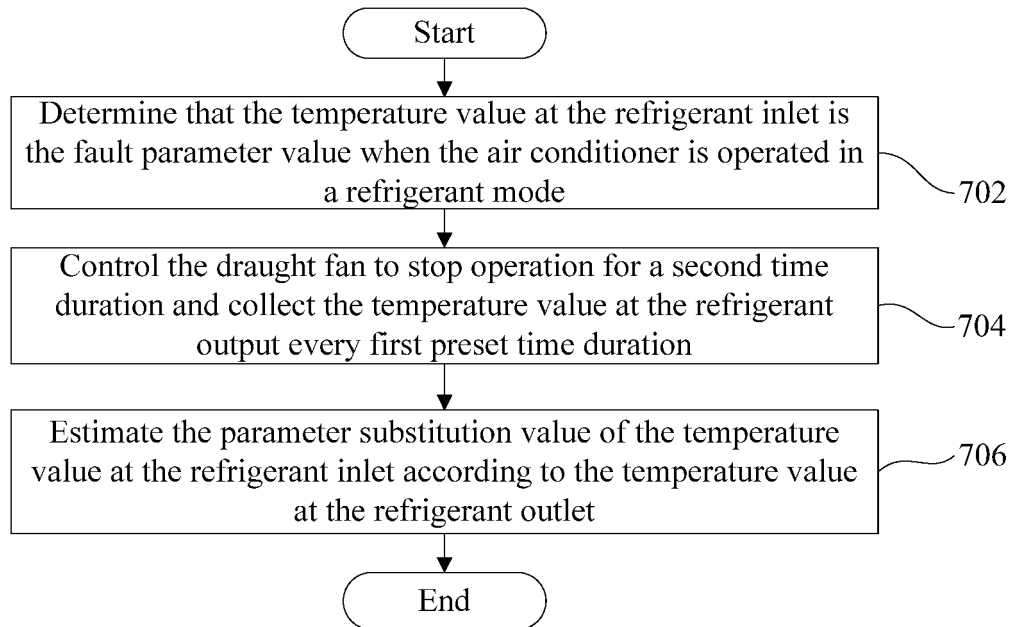 Start
Determine that the temperature value at the refrigerant inlet is
the fault parameter value when the air conditioner is operated in
a refrigerant mode
702
Control the draught fan to stop operation for a second time
duration and collect the temperature value at the refrigerant
output every first preset time duration
704
Estimate the parameter substitution value of the temperature
value at the refrigerant inlet according to the temperature value
at the refrigerant outlet
706
End